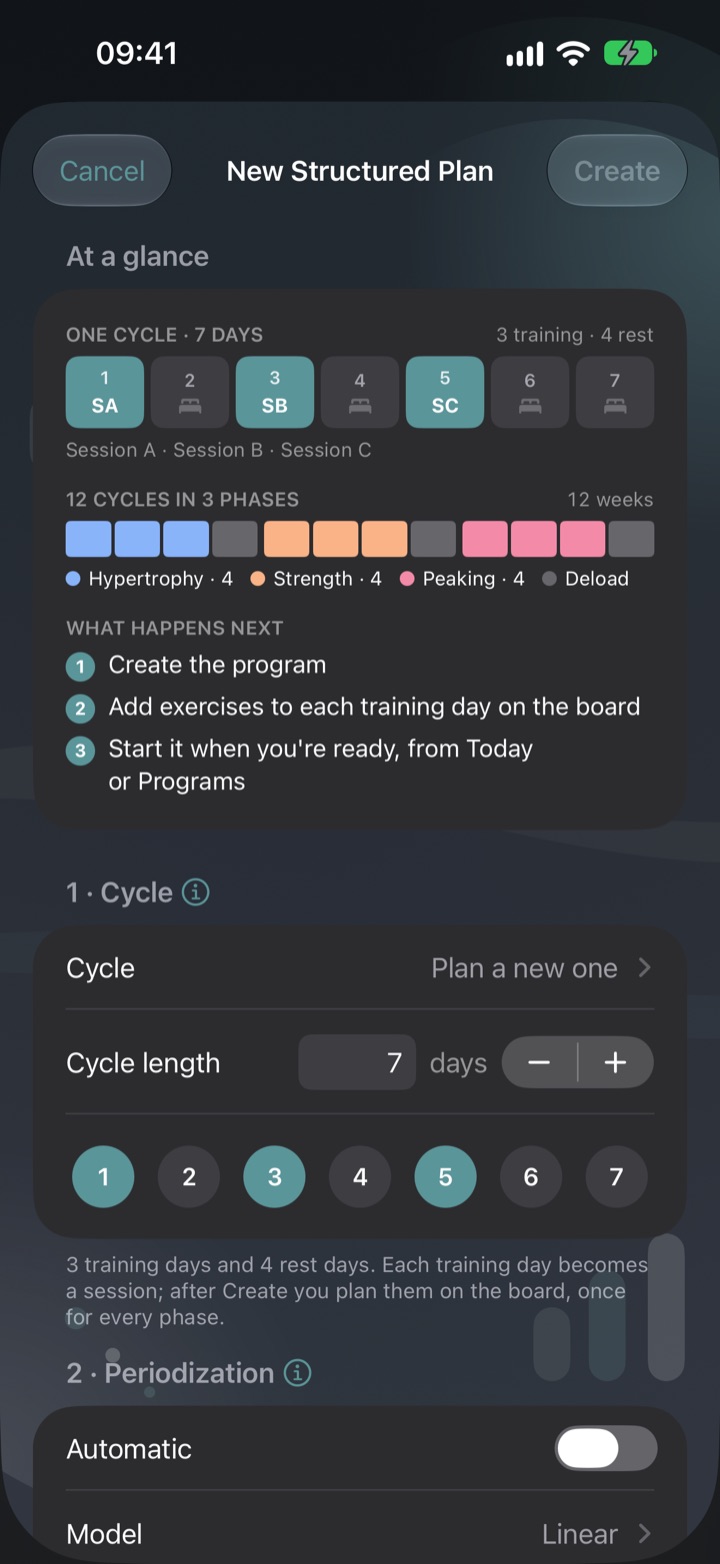 09:41
Cancel
New Structured Plan
Create
At a glance
ONE CYCLE · 7 DAYS
3 training · 4 rest
1 2 3 4 5 6 7
SA SB SC
Session A · Session B · Session C
12 CYCLES IN 3 PHASES
12 weeks
Hypertrophy · 4 Strength · 4 Peaking · 4 Deload
WHAT HAPPENS NEXT
1 Create the program
2 Add exercises to each training day on the board
3 Start it when you're ready, from Today
or Programs
1 · Cycle
Cycle Plan a new one
Cycle length 7 days − +
1 2 3 4 5 6 7
3 training days and 4 rest days. Each training day becomes
a session; after Create you plan them on the board, once
for every phase.
2 · Periodization
Automatic
Model Linear